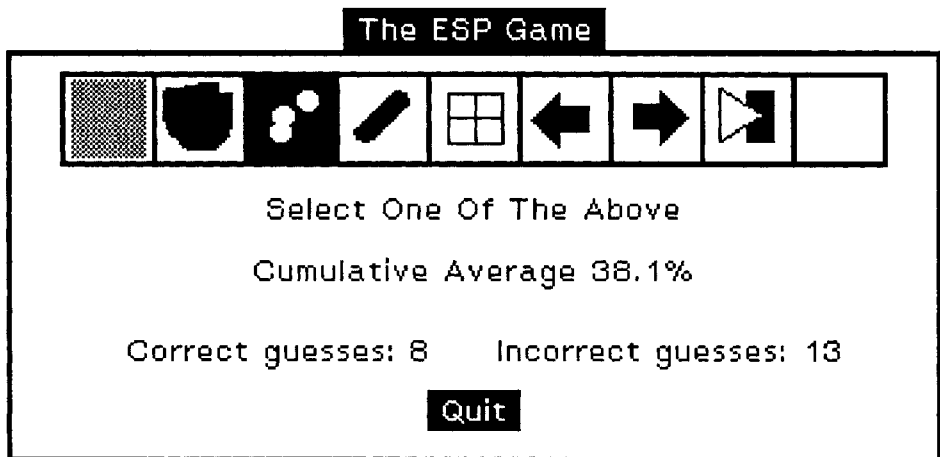 The ESP Game
Select One Of The Above
Cumulative Average 38.1%
Correct guesses: 8 Incorrect guesses: 13
Quit